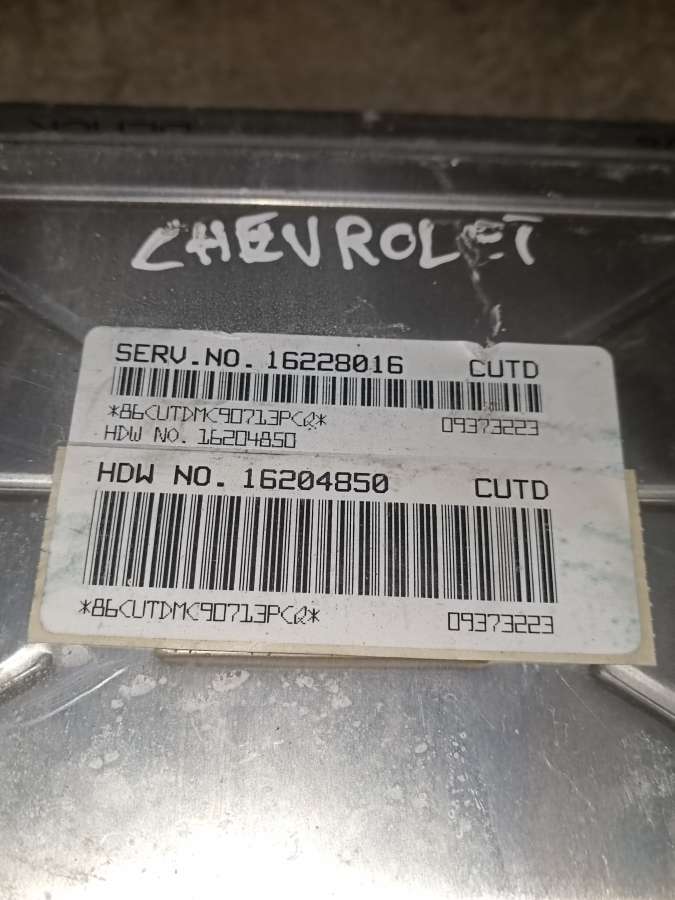 CHEVROLET
SERV.NO. 16228016 CUTD
*86CUTDMC90713PCQ* 09373223
HDW NO. 16204850
HDW NO. 16204850 CUTD
*86CUTDMC90713PCQ* 09373223